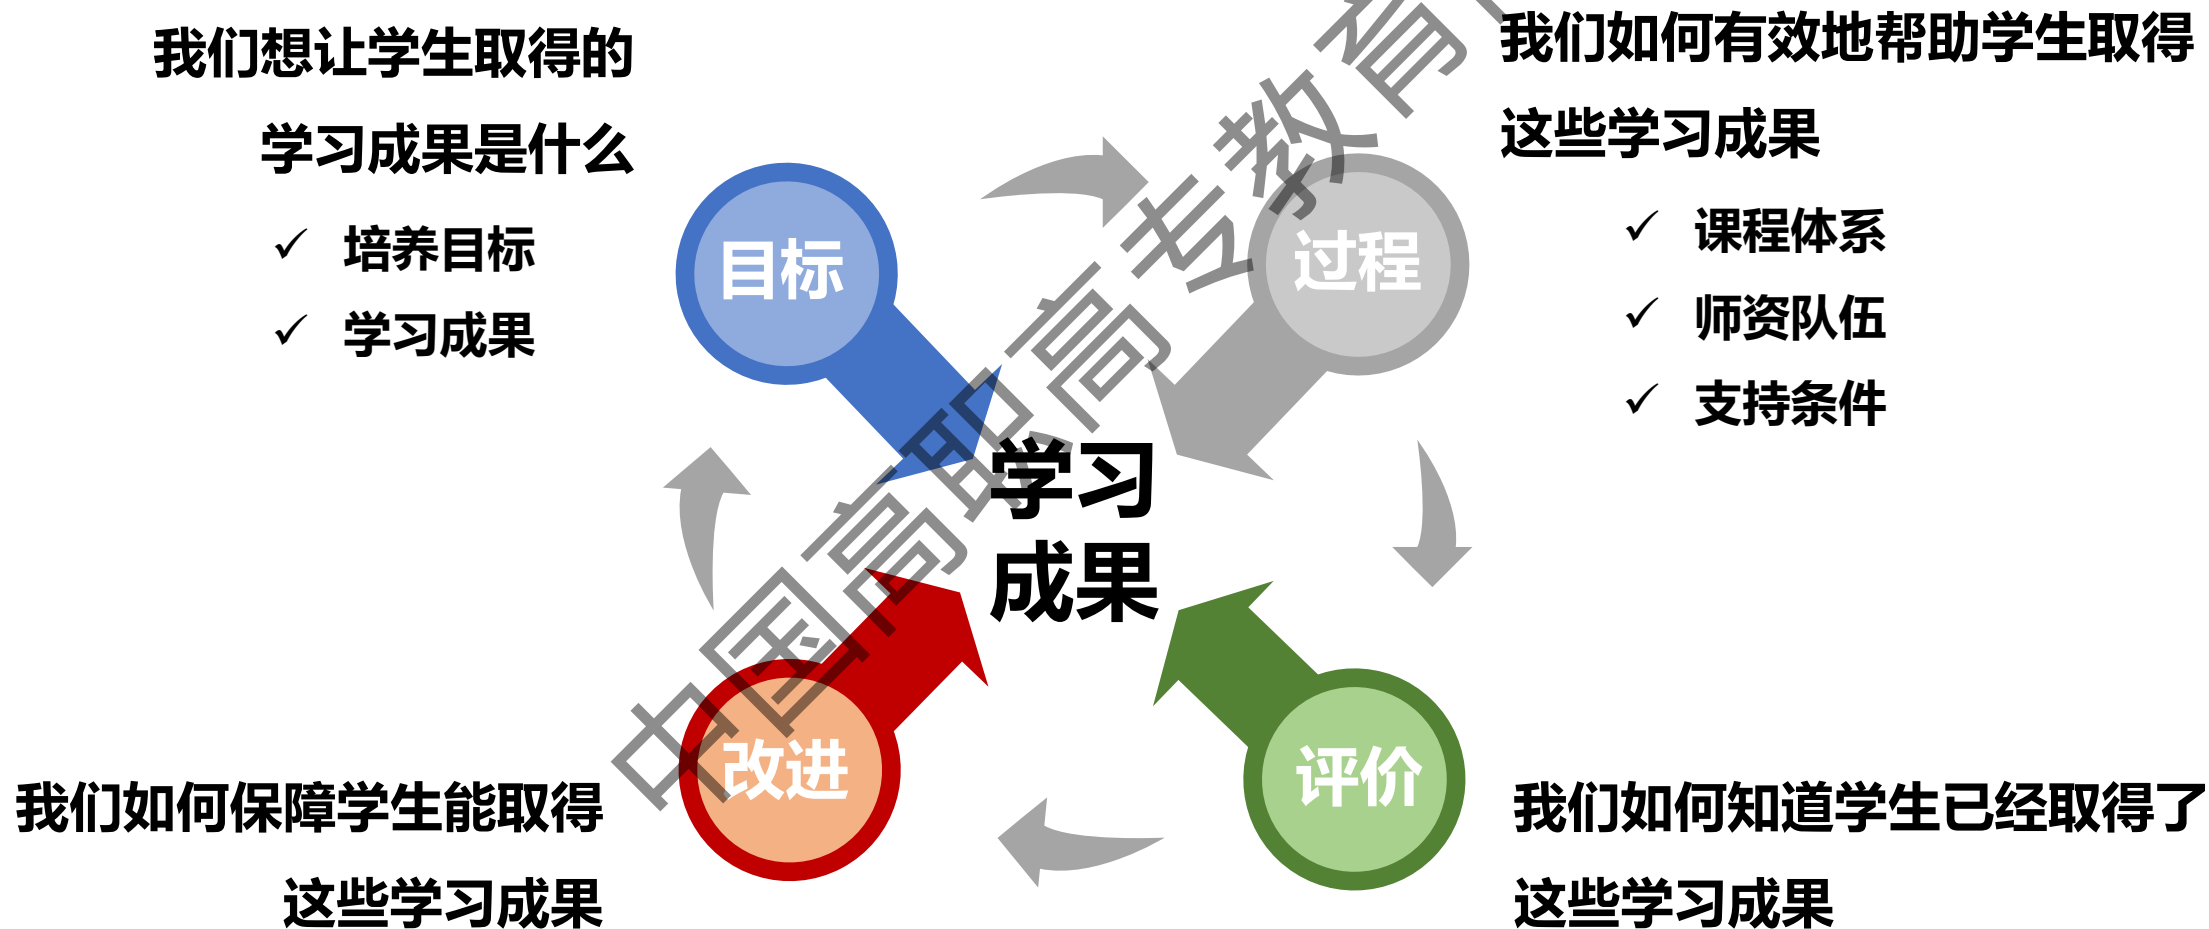 我们想让学生取得的
学习成果是什么
✓ 培养目标
✓ 学习成果
我们如何有效地帮助学生取得
这些学习成果
✓ 课程体系
✓ 师资队伍
✓ 支持条件
目标
过程
学习
成果
改进
评价
我们如何保障学生能取得
这些学习成果
我们如何知道学生已经取得了
这些学习成果
中国高职高专教育